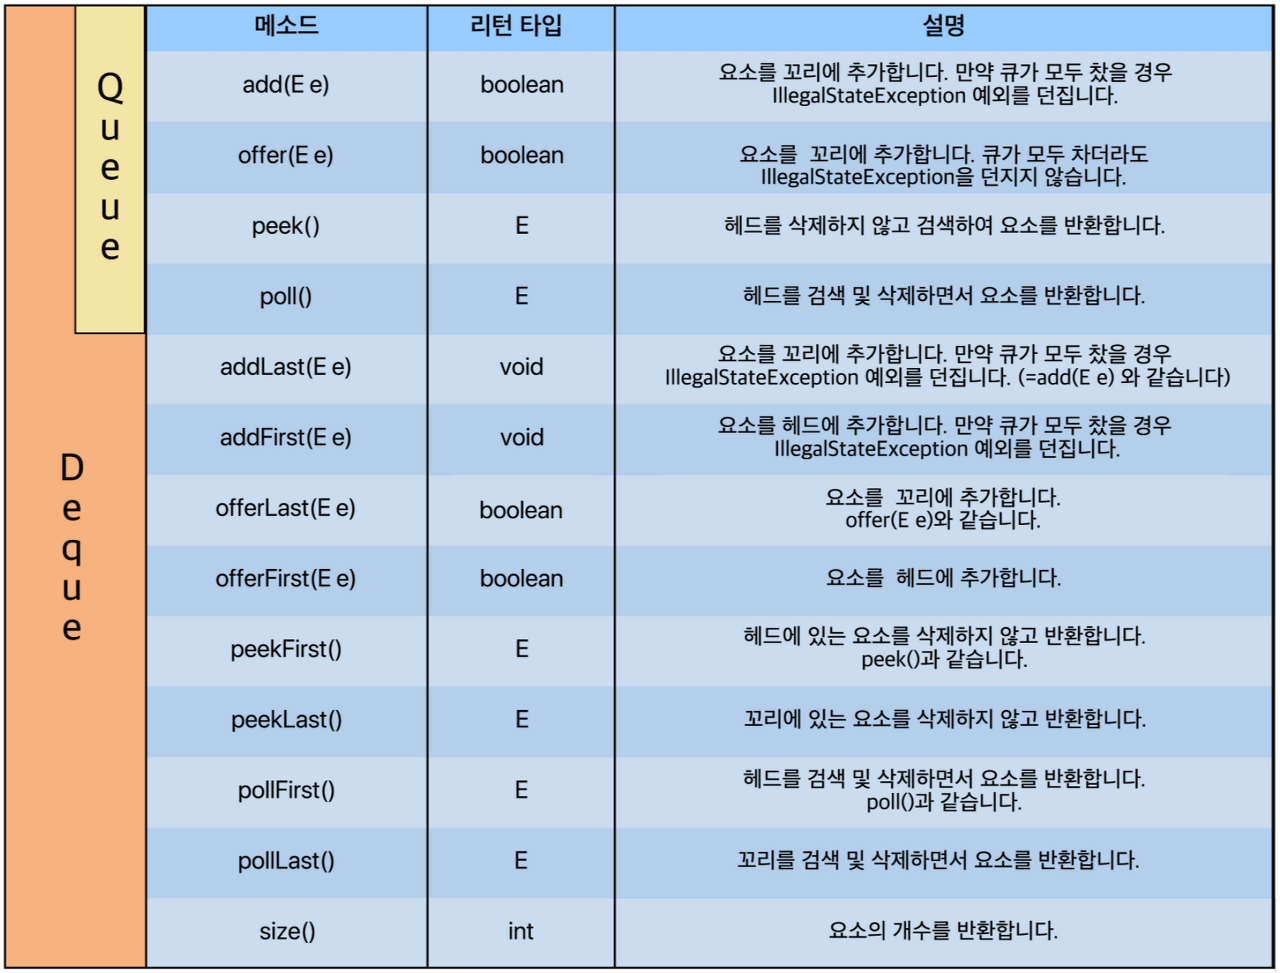 Queue
Deque
메소드 리턴 타입 설명
add(E e) boolean 요소를 꼬리에 추가합니다. 만약 큐가 모두 찼을 경우
IllegalStateException 예외를 던집니다.
offer(E e) boolean 요소를  꼬리에 추가합니다. 큐가 모두 차더라도
IllegalStateException을 던지지 않습니다.
peek() E 헤드를 삭제하지 않고 검색하여 요소를 반환합니다.
poll() E 헤드를 검색 및 삭제하면서 요소를 반환합니다.
addLast(E e) void 요소를 꼬리에 추가합니다. 만약 큐가 모두 찼을 경우
IllegalStateException 예외를 던집니다. (=add(E e) 와 같습니다)
addFirst(E e) void 요소를 헤드에 추가합니다. 만약 큐가 모두 찼을 경우
IllegalStateException 예외를 던집니다.
offerLast(E e) boolean 요소를  꼬리에 추가합니다.
offer(E e)와 같습니다.
offerFirst(E e) boolean 요소를  헤드에 추가합니다.
peekFirst() E 헤드에 있는 요소를 삭제하지 않고 반환합니다.
peek()과 같습니다.
peekLast() E 꼬리에 있는 요소를 삭제하지 않고 반환합니다.
pollFirst() E 헤드를 검색 및 삭제하면서 요소를 반환합니다.
poll()과 같습니다.
pollLast() E 꼬리를 검색 및 삭제하면서 요소를 반환합니다.
size() int 요소의 개수를 반환합니다.